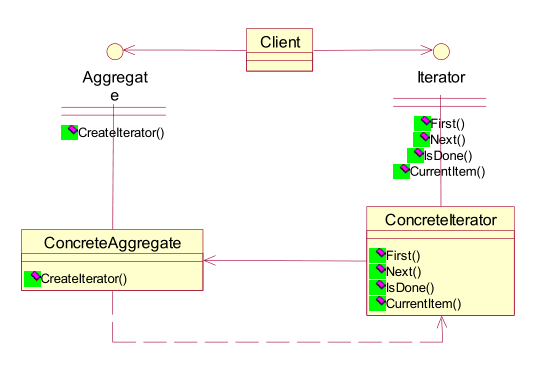 Client
Aggregat
e
CreateIterator()
Iterator
First()
Next()
IsDone()
CurrentItem()
ConcreteAggregate
CreateIterator()
ConcreteIterator
First()
Next()
IsDone()
CurrentItem()